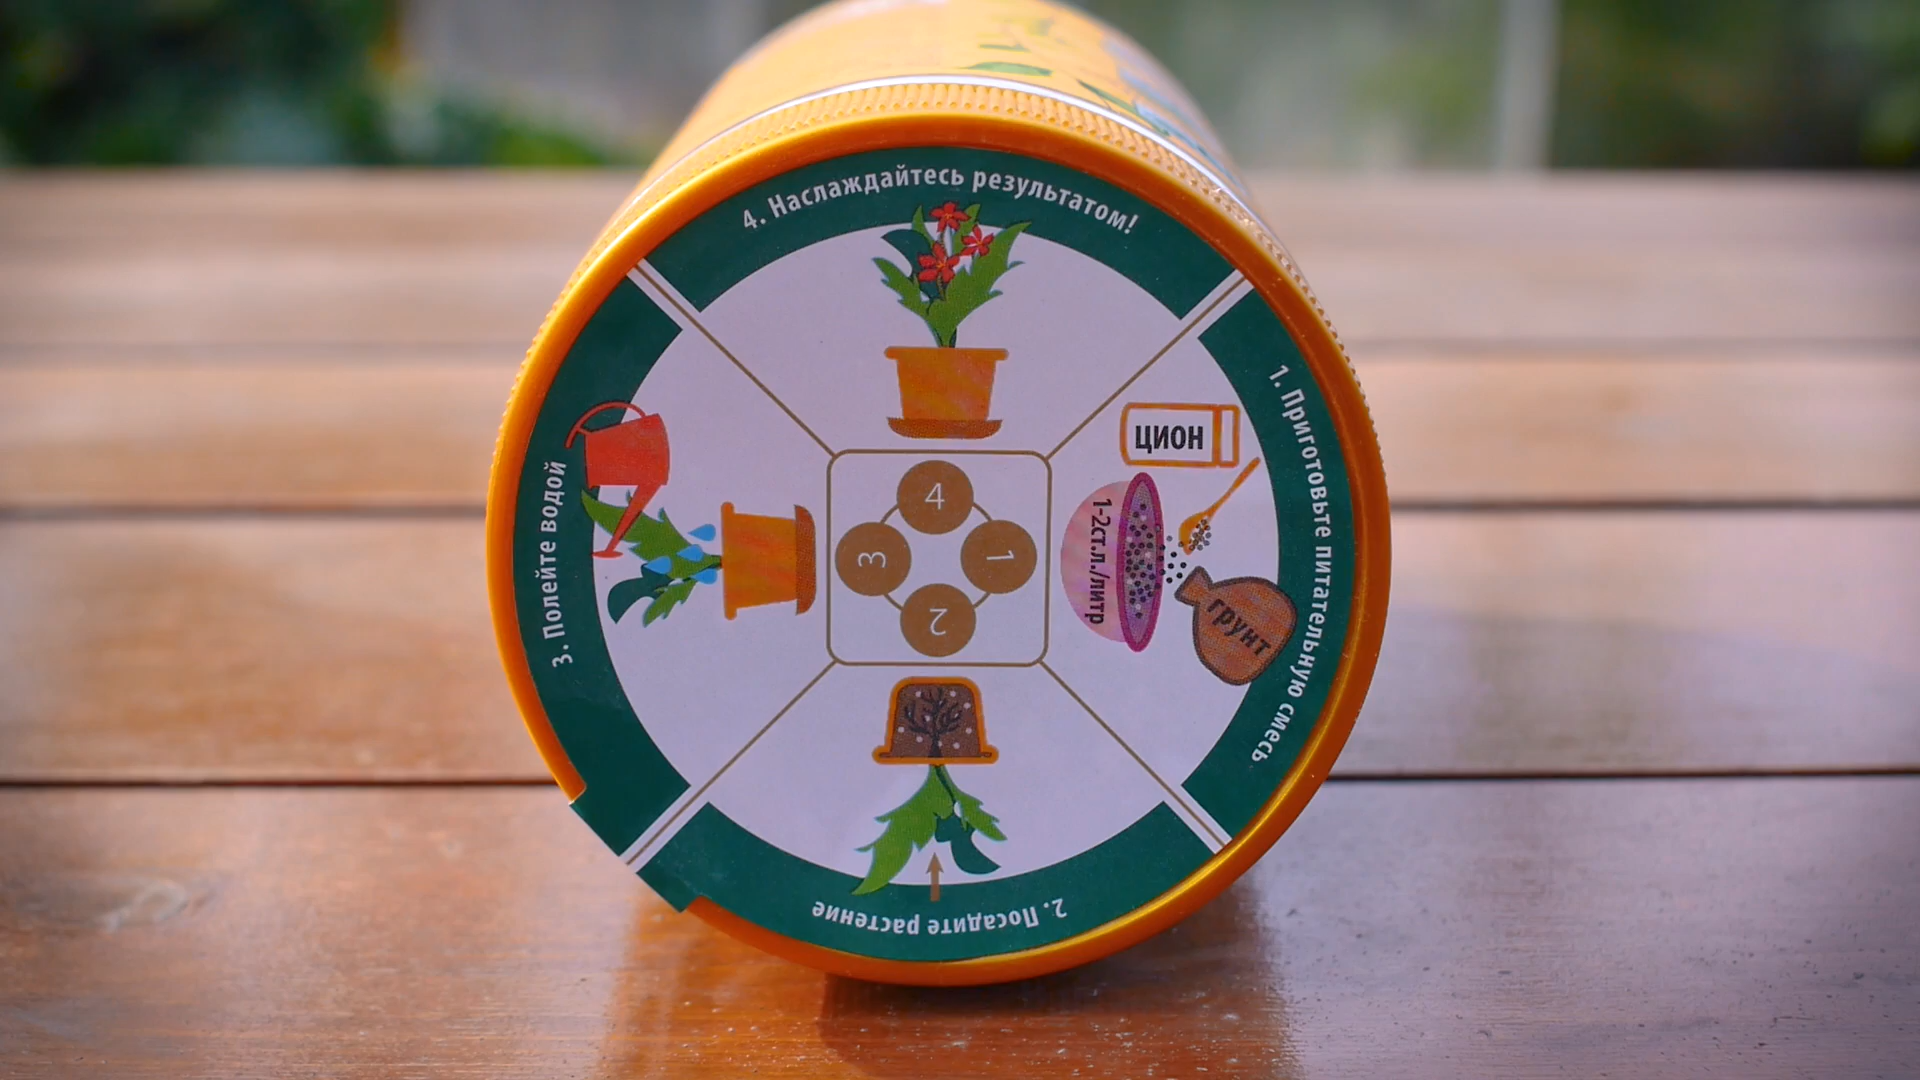 1. Приготовьте питательную смесь
ЦИОН
1-2ст.л./литр
грунт
2. Посадите растение
3. Полейте водой
4. Наслаждайтесь результатом!
4
3
1
2